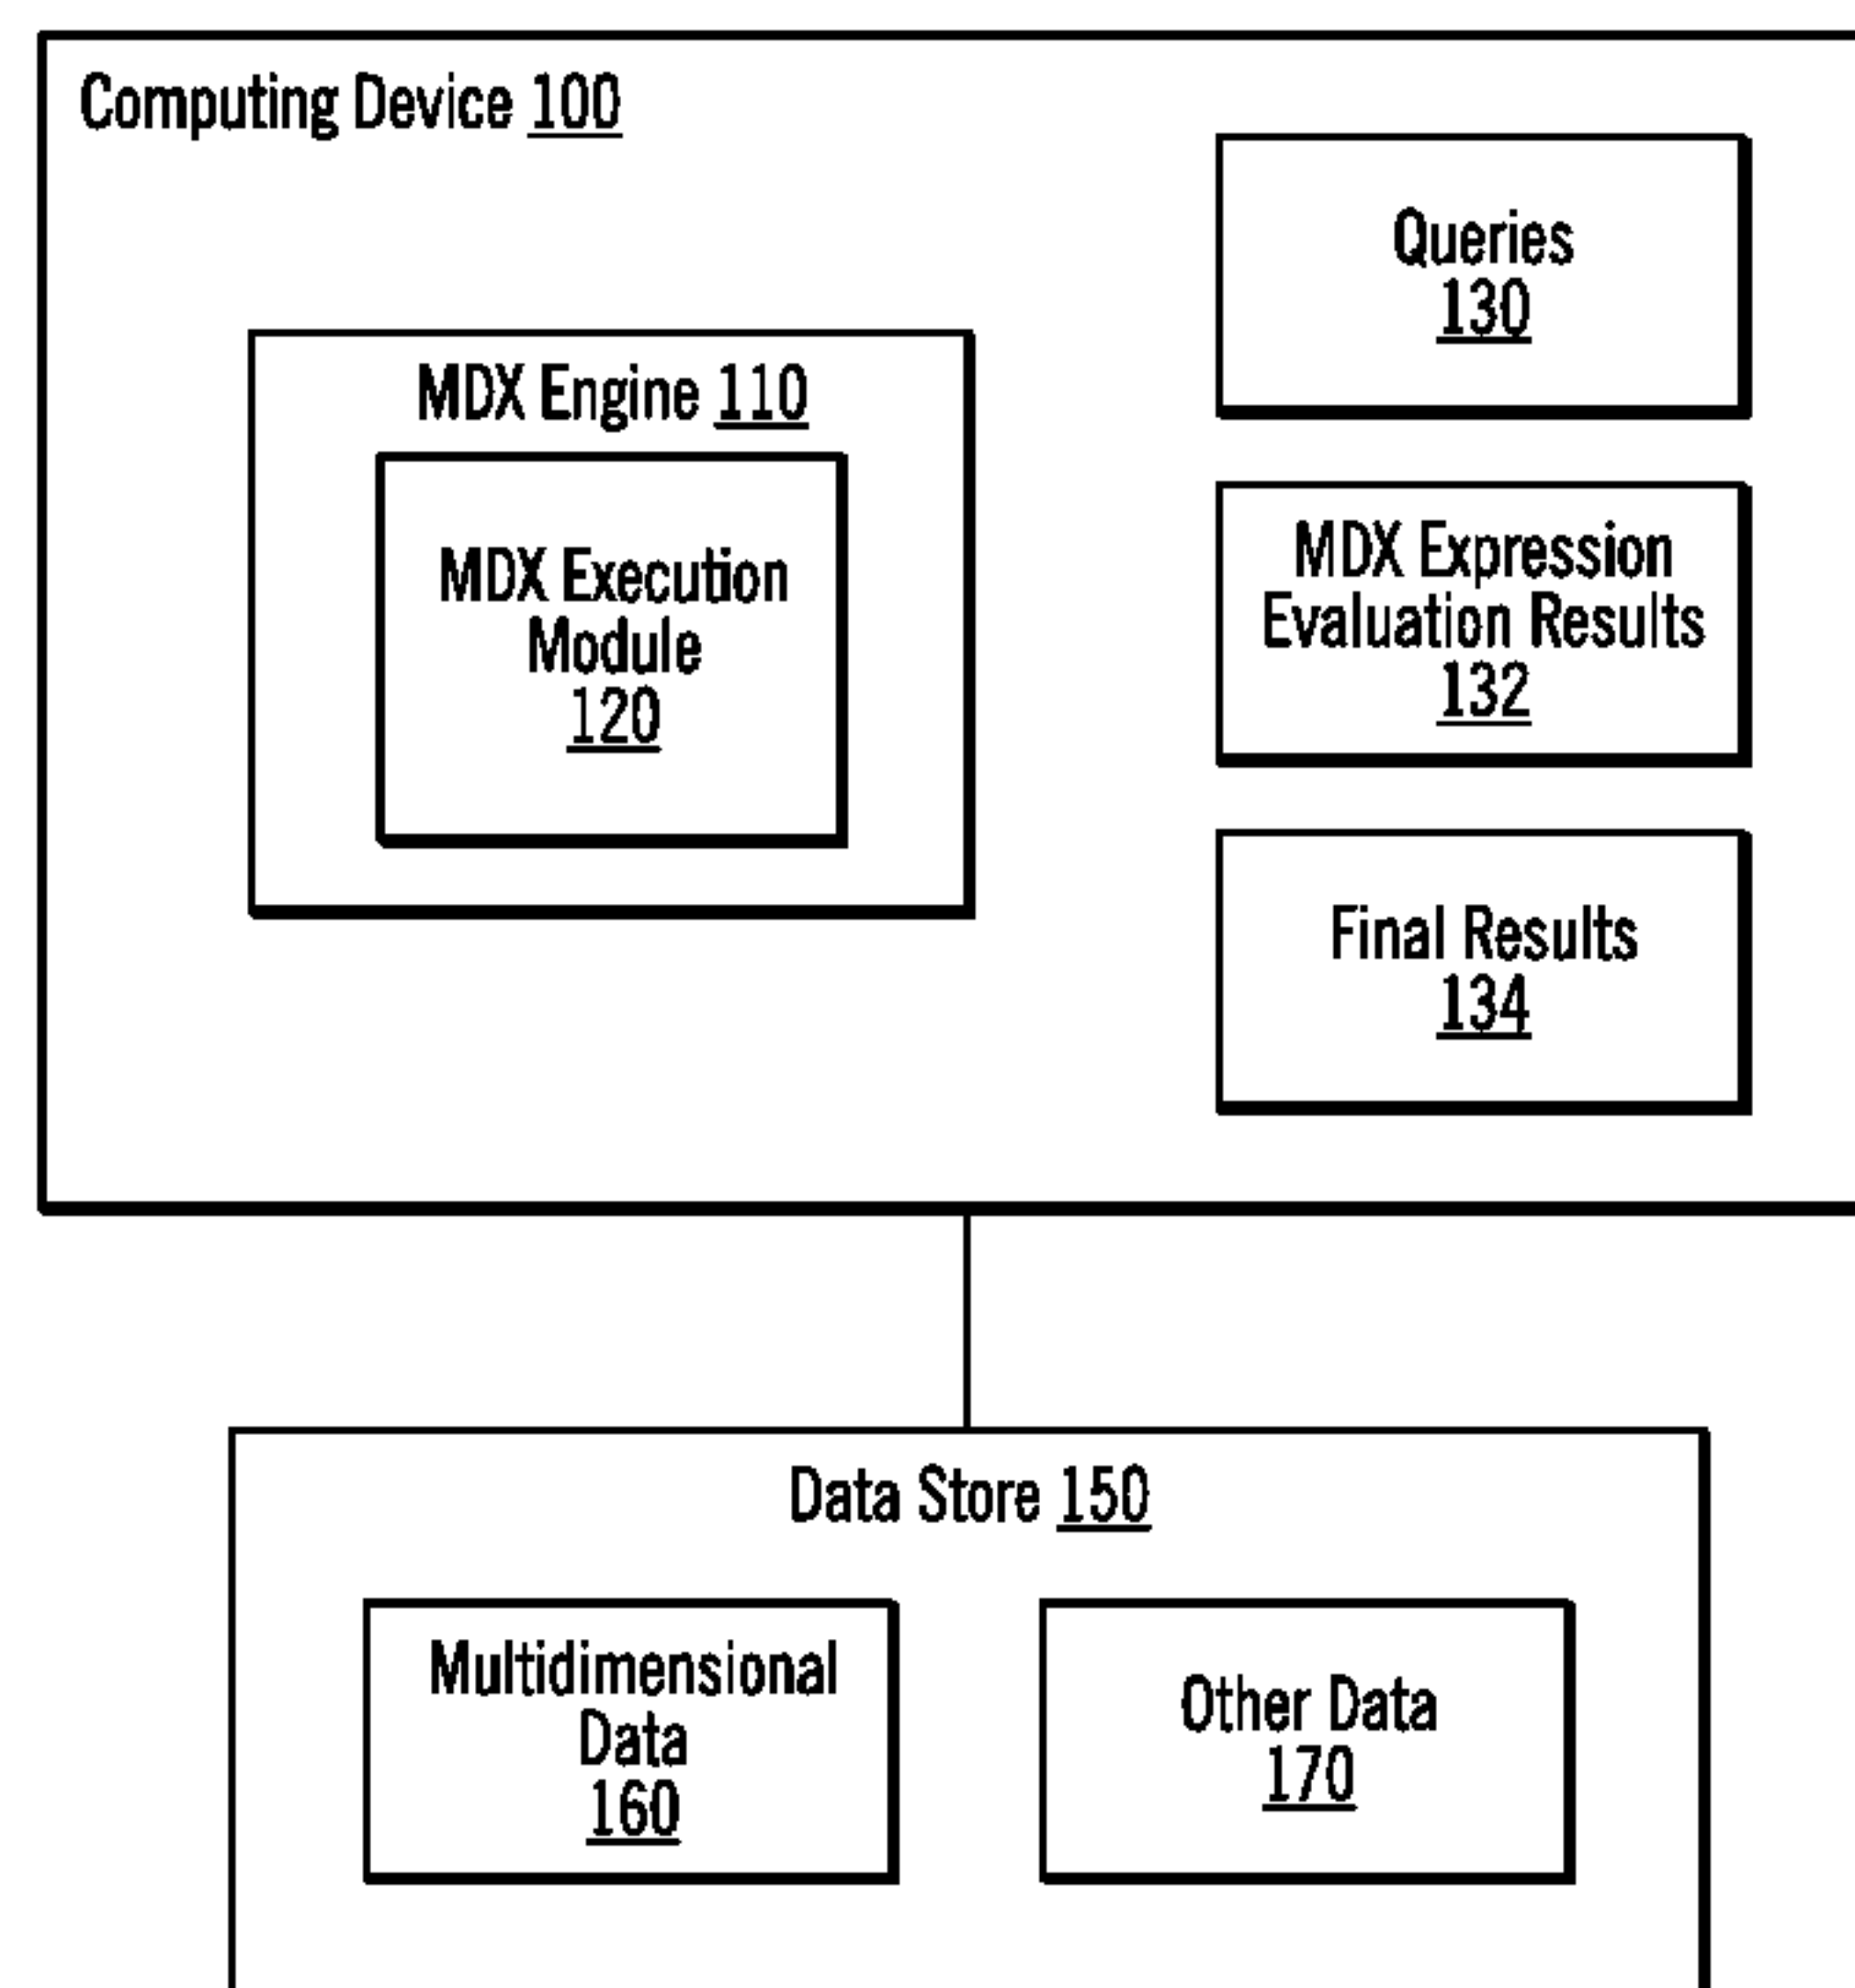 Computing Device 100
Queries
130
MDX Engine 110
MDX Execution
Module
120
MDX Expression
Evaluation Results
132
Final Results
134
Data Store 150
Multidimensional
Data
160
Other Data
170